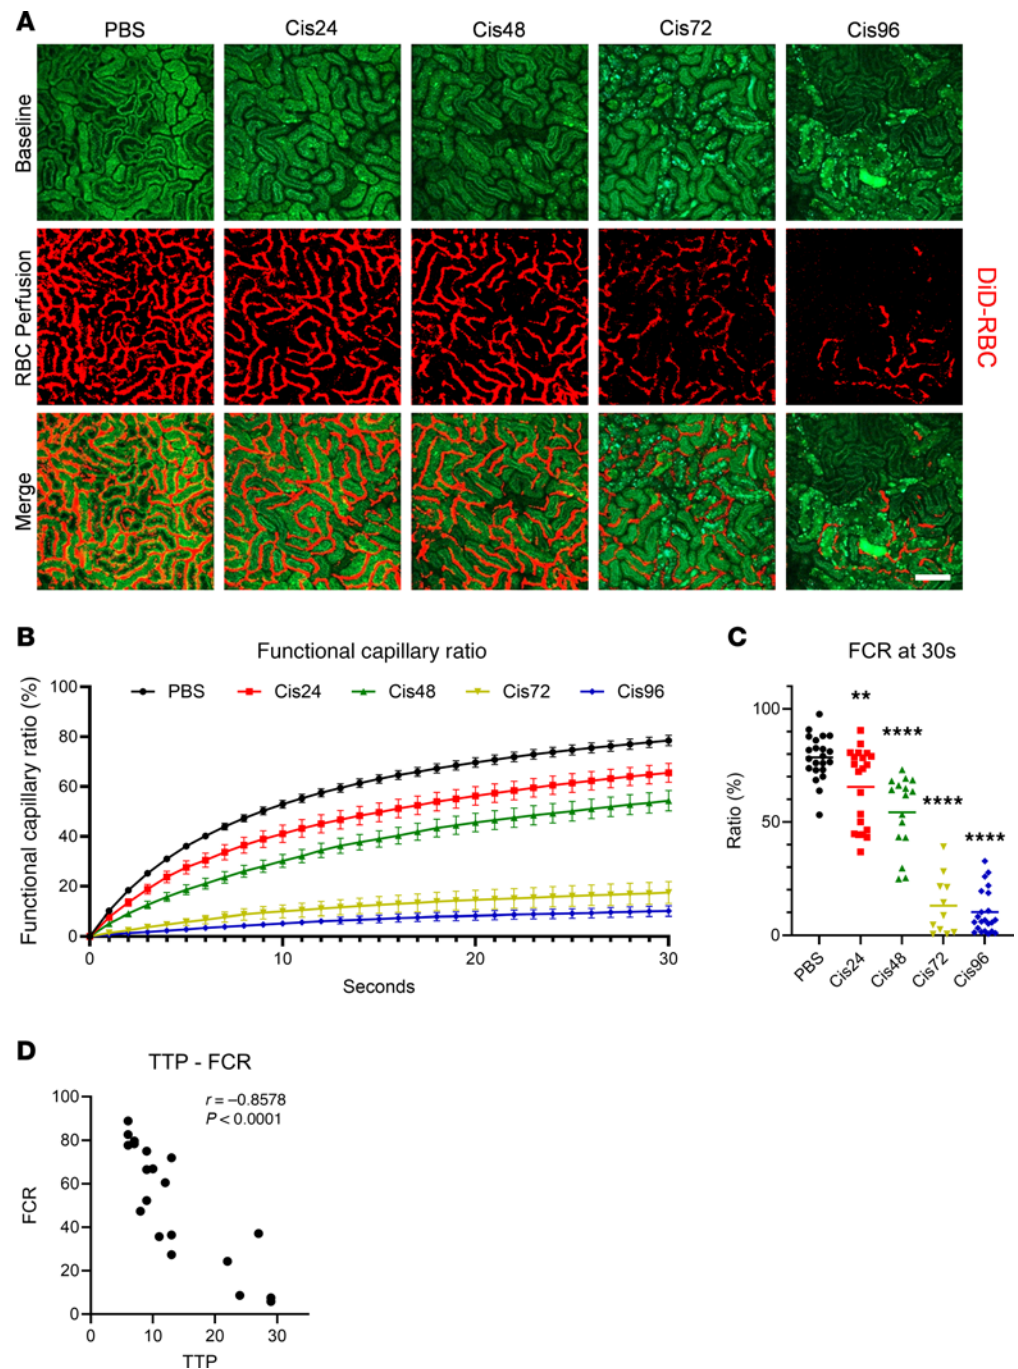 A
PBS Cis24 Cis48 Cis72 Cis96
Baseline
RBC Perfusion
Merge
DiD-RBC
B
Functional capillary ratio
PBS Cis24 Cis48 Cis72 Cis96
Functional capillary ratio (%)
100
80
60
40
20
0
0 10 20 30
Seconds
C
FCR at 30s
Ratio (%)
100
50
0
**
****
****
****
PBS Cis24 Cis48 Cis72 Cis96
D
TTP - FCR
r = –0.8578
P < 0.0001
FCR
100
80
60
40
20
0
0 10 20 30
TTP